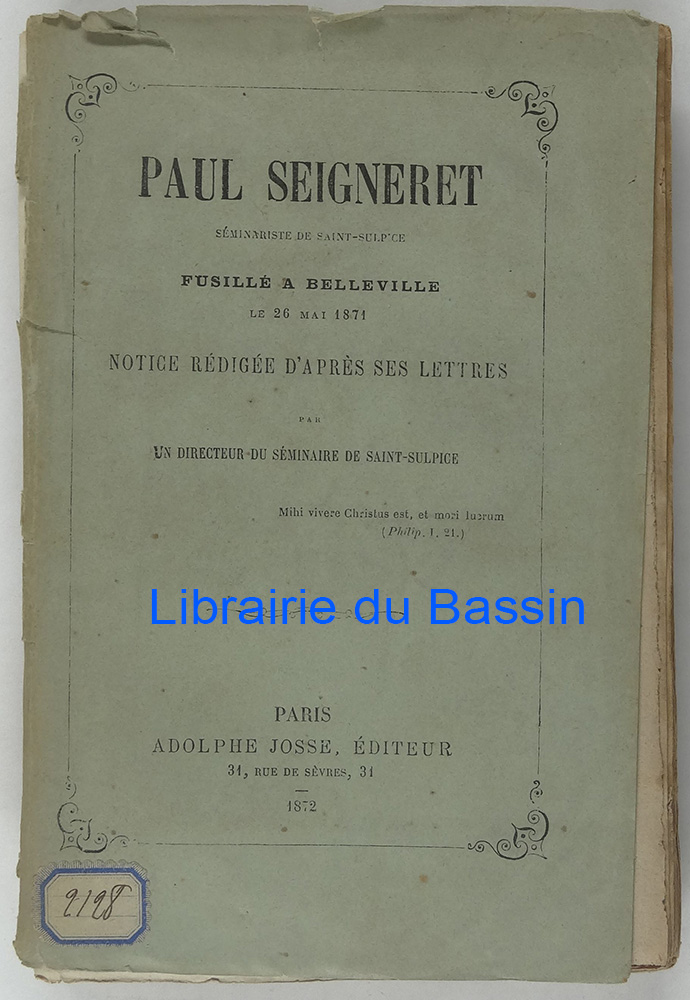 PAUL SEIGNERET
SÉMINARISTE DE SAINT-SULPICE
FUSILLÉ A BELLEVILLE
LE 26 MAI 1871
NOTICE RÉDIGÉE D'APRÈS SES LETTRES
PAR
UN DIRECTEUR DU SÉMINAIRE DE SAINT-SULPICE
Mihi vivere Christus est, et mori lucrum
(Philip. I. 21.)
Librairie du Bassin
PARIS
ADOLPHE JOSSE, ÉDITEUR
31, RUE DE SÈVRES, 31
1872
2128